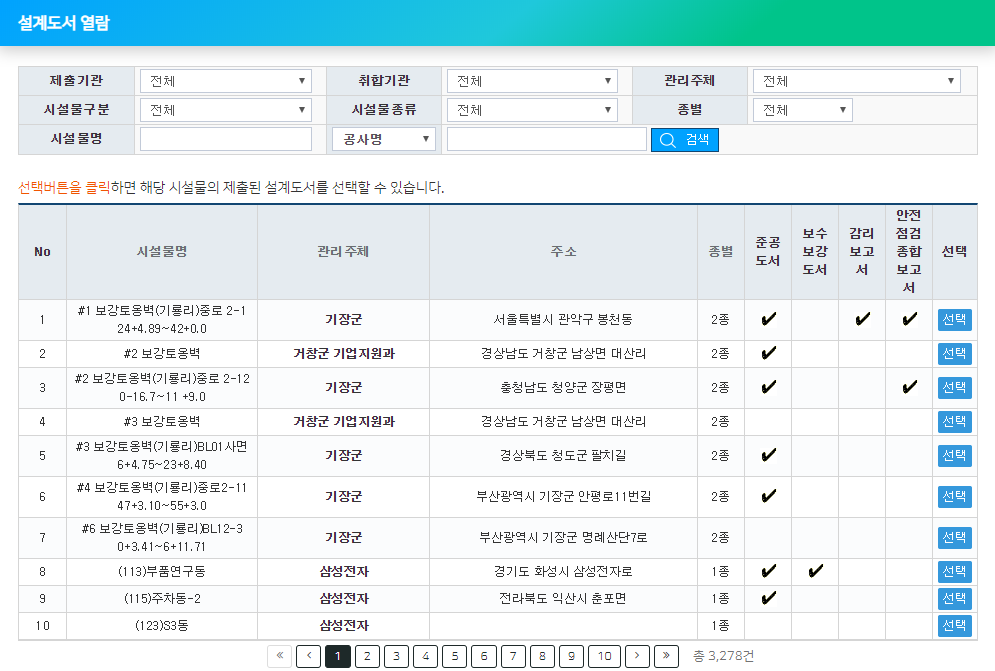 설계도서 열람
제출기관 전체 취합기관 전체 관리주체 전체
시설물구분 전체 시설물종류 전체 종별 전체
시설물명 공사명 검색
선택버튼을 클릭하면 해당 시설물의 제출된 설계도서를 선택할 수 있습니다.
No 시설물명 관리주체 주소 종별 준공도서 보수보강도서 감리보고서 안전점검종합보고서 선택
1 #1 보강토옹벽(기룡리)중로 2-1
24+4.89~42+0.0 기장군 서울특별시 관악구 봉천동 2종 ✔ ✔ ✔ 선택
2 #2 보강토옹벽 거창군 기업지원과 경상남도 거창군 남상면 대산리 2종 ✔ 선택
3 #2 보강토옹벽(기룡리)중로 2-12
0-16.7~11 +9.0 기장군 충청남도 청양군 장평면 2종 ✔ ✔ 선택
4 #3 보강토옹벽 거창군 기업지원과 경상남도 거창군 남상면 대산리 2종 선택
5 #3 보강토옹벽(기룡리)BL01사면
6+4.75~23+8.40 기장군 경상북도 청도군 팔치길 2종 ✔ 선택
6 #4 보강토옹벽(기룡리)중로2-11
47+3.10~55+3.0 기장군 부산광역시 기장군 안평로11번길 2종 ✔ 선택
7 #6 보강토옹벽(기룡리)BL12-3
0+3.41~6+11.71 기장군 부산광역시 기장군 명례산단7로 2종 선택
8 (113)부품연구동 삼성전자 경기도 화성시 삼성전자로 1종 ✔ ✔ 선택
9 (115)주차동-2 삼성전자 전라북도 익산시 춘포면 1종 ✔ 선택
10 (123)S3동 삼성전자 1종 선택
« ‹ 1 2 3 4 5 6 7 8 9 10 › » 총 3,278건